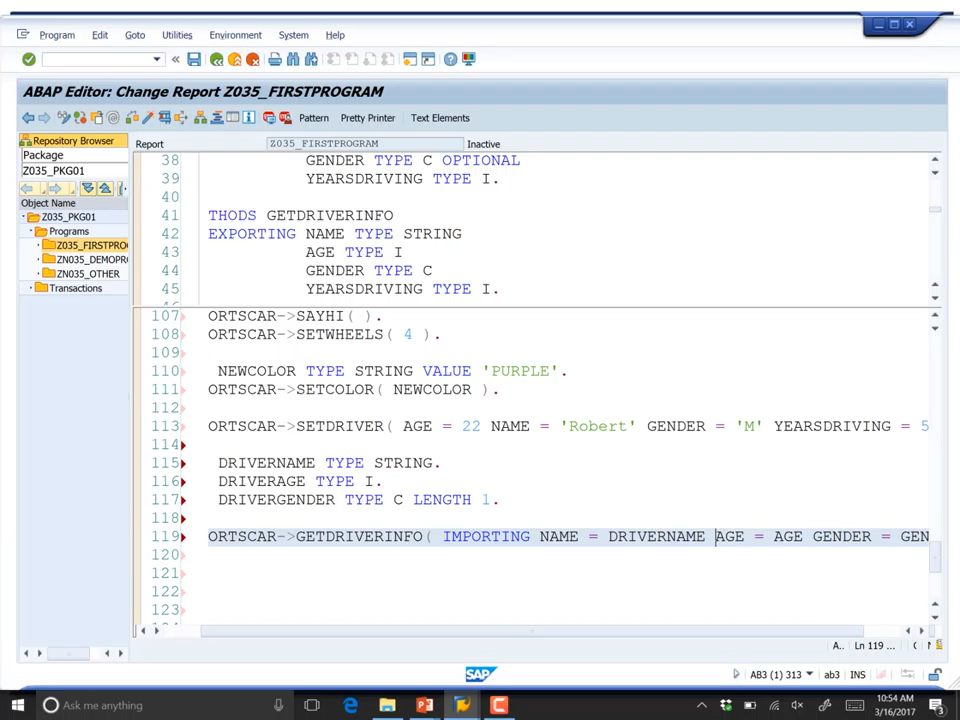 Program Edit Goto Utilities Environment System Help
ABAP Editor: Change Report Z035_FIRSTPROGRAM
Pattern Pretty Printer Text Elements
Repository Browser
Package
Z035_PKG01
Object Name
Z035_PKG01
Programs
Z035_FIRSTPRO
ZN035_DEMOPR
ZN035_OTHER
Transactions
Report Z035_FIRSTPROGRAM Inactive
38 GENDER TYPE C OPTIONAL
39 YEARSDRIVING TYPE I.
40
41 THODS GETDRIVERINFO
42 EXPORTING NAME TYPE STRING
43 AGE TYPE I
44 GENDER TYPE C
45 YEARSDRIVING TYPE I.
107 ORTSCAR->SAYHI( ).
108 ORTSCAR->SETWHEELS( 4 ).
109
110 NEWCOLOR TYPE STRING VALUE 'PURPLE'.
111 ORTSCAR->SETCOLOR( NEWCOLOR ).
112
113 ORTSCAR->SETDRIVER( AGE = 22 NAME = 'Robert' GENDER = 'M' YEARSDRIVING = 5
114
115 DRIVERNAME TYPE STRING.
116 DRIVERAGE TYPE I.
117 DRIVERGENDER TYPE C LENGTH 1.
118
119 ORTSCAR->GETDRIVERINFO( IMPORTING NAME = DRIVERNAME AGE = AGE GENDER = GEN
120
121
122
123
A.. Ln 119 ...
SAP
AB3 (1) 313 ab3 INS
Ask me anything
10:54 AM
3/16/2017